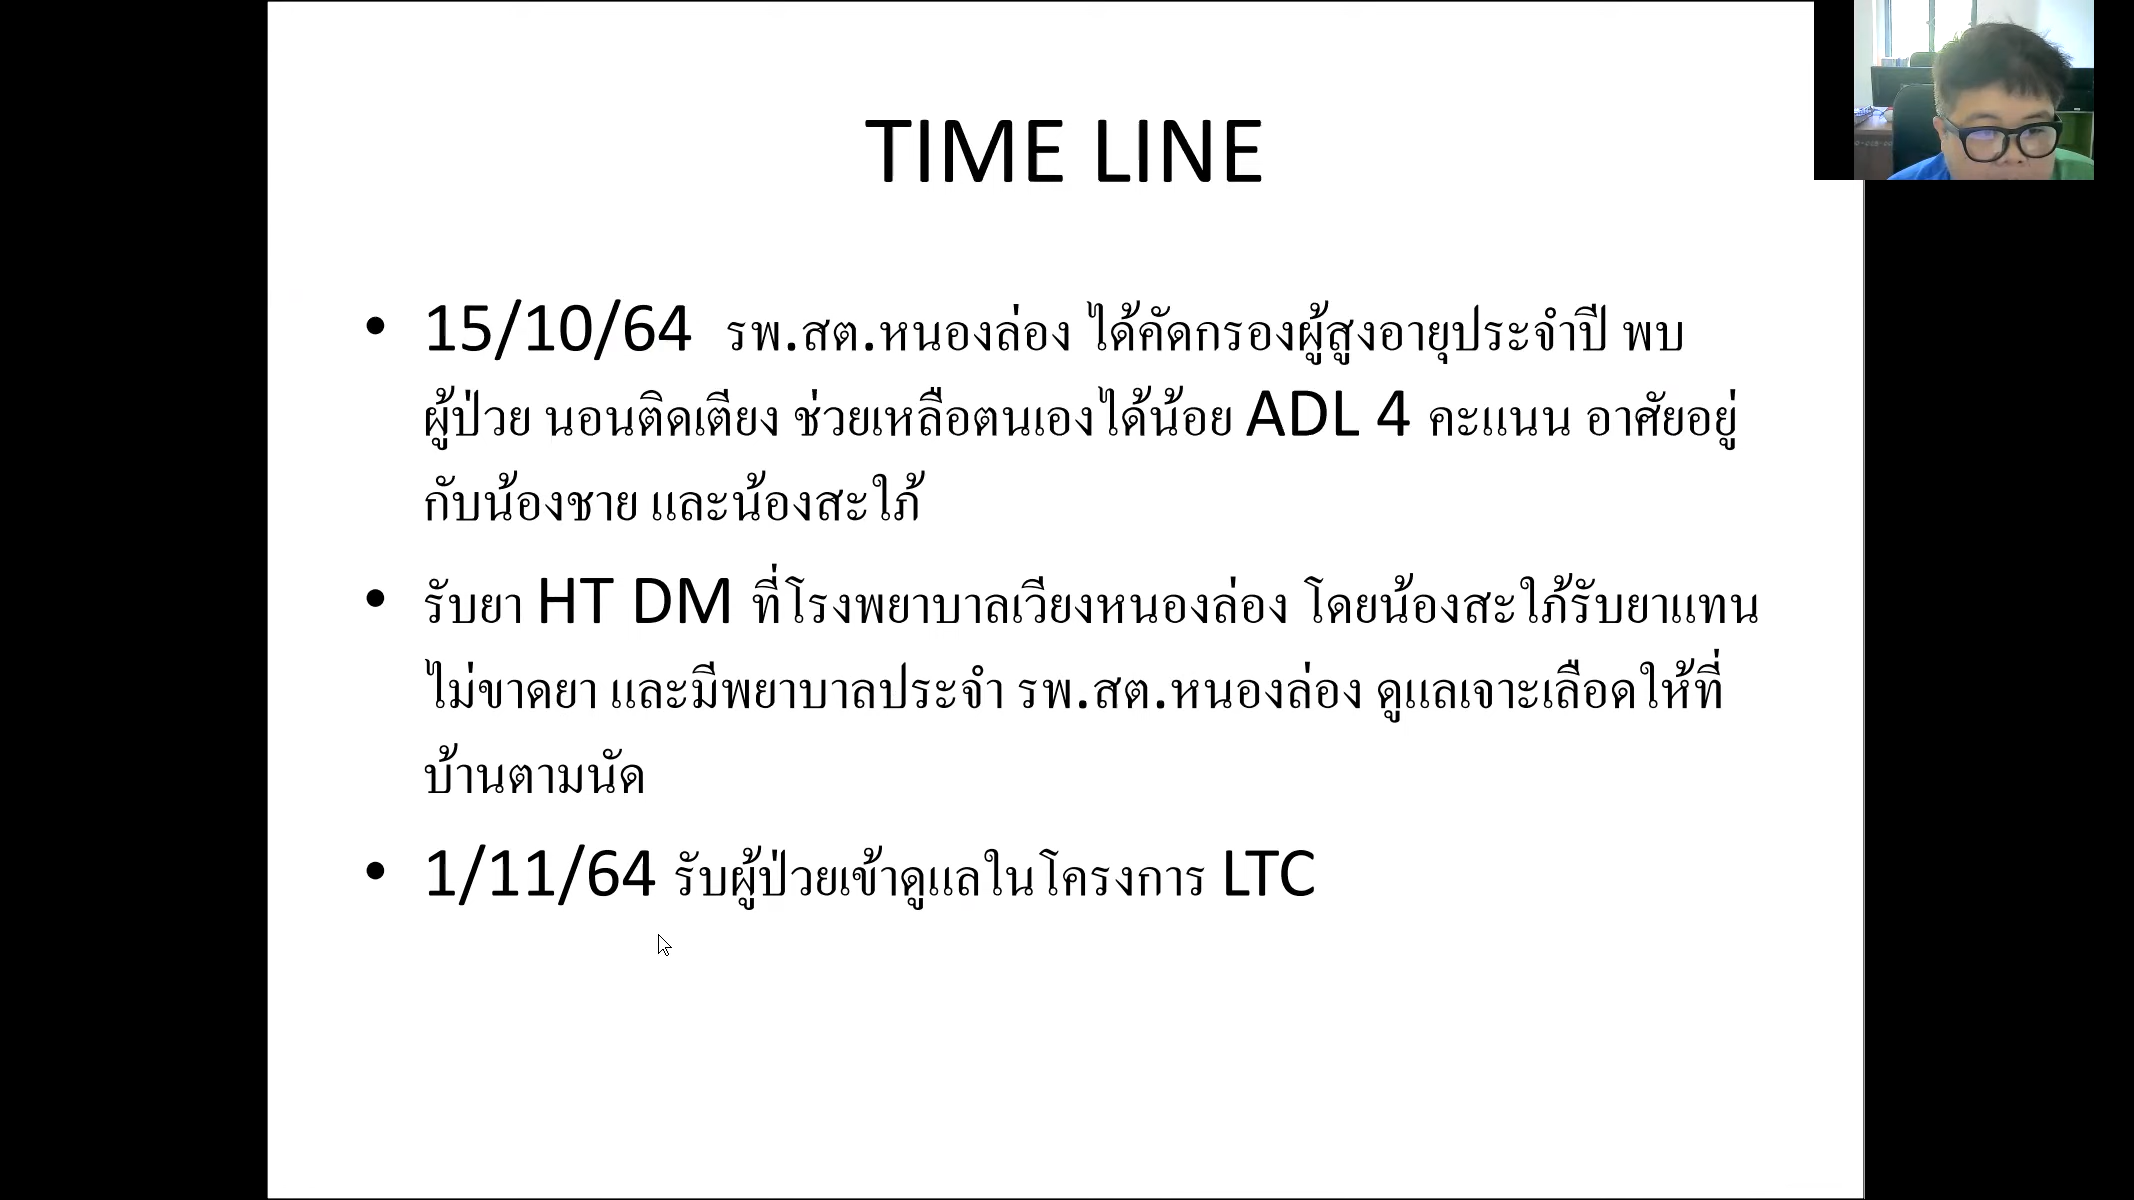 TIME LINE
• 15/10/64 รพ.สต.หนองล่อง ได้คัดกรองผู้สูงอายุประจำปี พบ
ผู้ป่วย นอนติดเตียง ช่วยเหลือตนเองได้น้อย ADL 4 คะแนน อาศัยอยู่
กับน้องชาย และน้องสะใภ้
• รับยา HT DM ที่โรงพยาบาลเวียงหนองล่อง โดยน้องสะใภ้รับยาแทน
ไม่ขาดยา และมีพยาบาลประจำ รพ.สต.หนองล่อง ดูแลเจาะเลือดให้ที่
บ้านตามนัด
• 1/11/64 รับผู้ป่วยเข้าดูแลในโครงการ LTC